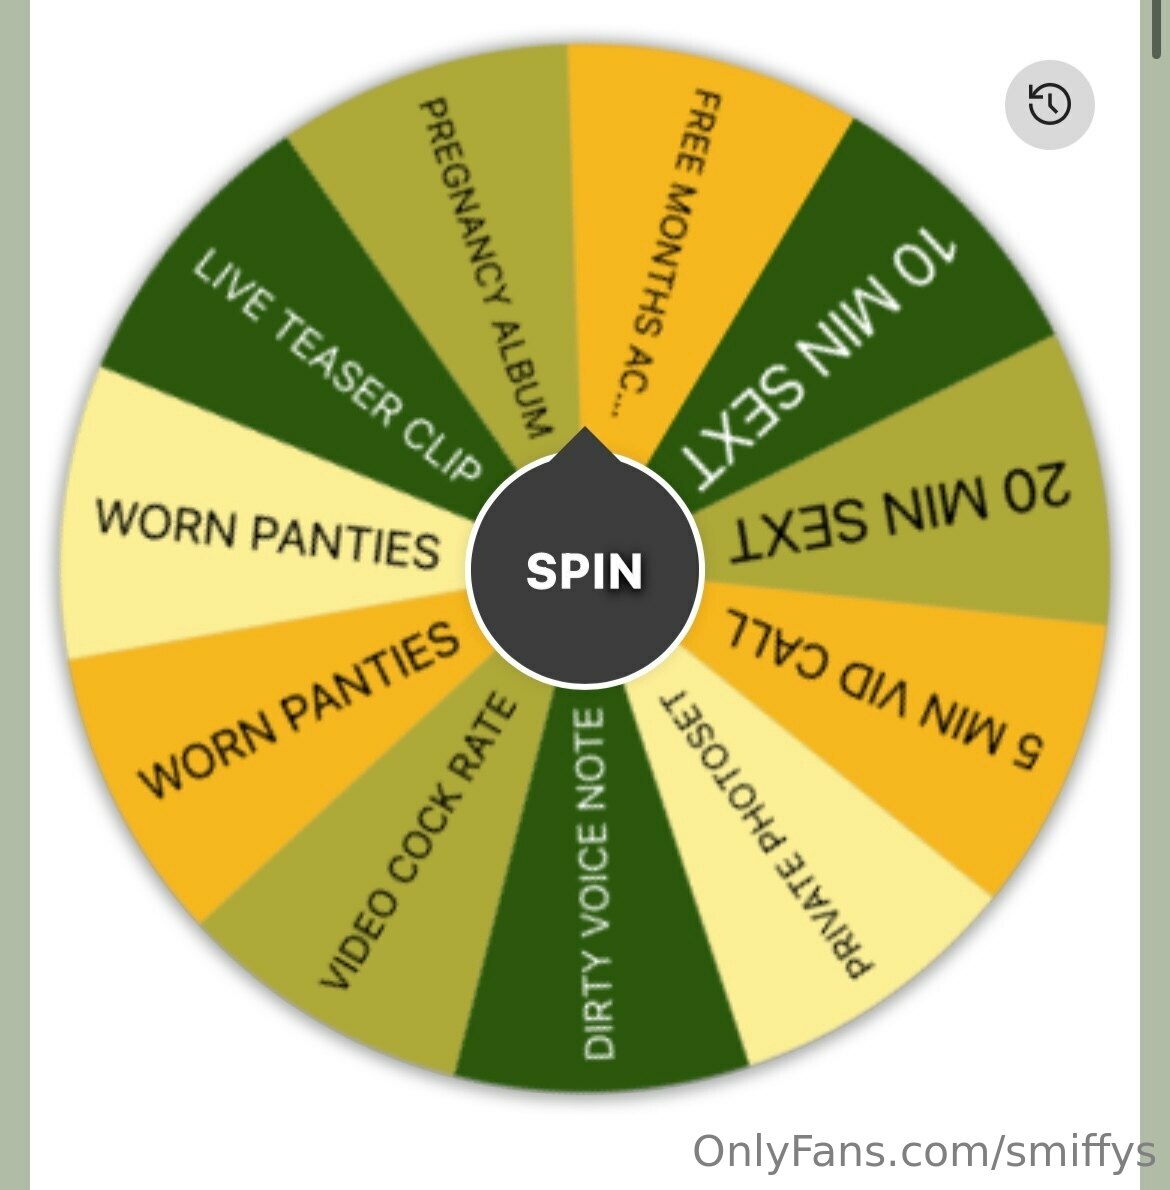 FREE MONTHS AC...
10 MIN SEXT
20 MIN SEXT
5 MIN VID CALL
PRIVATE PHOTOSET
DIRTY VOICE NOTE
VIDEO COCK RATE
WORN PANTIES
WORN PANTIES
LIVE TEASER CLIP
PREGNANCY ALBUM
SPIN
OnlyFans.com/smiffys